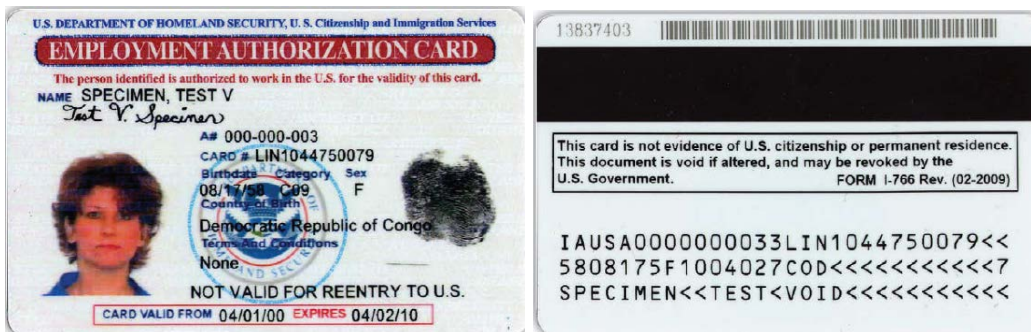 U.S. DEPARTMENT OF HOMELAND SECURITY, U. S. Citizenship and Immigration Services
EMPLOYMENT AUTHORIZATION CARD
The person identified is authorized to work in the U.S. for the validity of this card.
NAME SPECIMEN, TEST V
Test V. Specimen
A# 000-000-003
CARD # LIN1044750079
Birthdate Category Sex
08/17/58 C09 F
Country of Birth
Democratic Republic of Congo
Terms And Conditions
None
NOT VALID FOR REENTRY TO U.S.
CARD VALID FROM 04/01/00 EXPIRES 04/02/10
13837403
This card is not evidence of U.S. citizenship or permanent residence.
This document is void if altered, and may be revoked by the
U.S. Government. FORM I-766 Rev. (02-2009)
IAUSA0000000033LIN1044750079<<
5808175F1004027COD<<<<<<<<<<<7
SPECIMEN<<TEST<VOID<<<<<<<<<<<